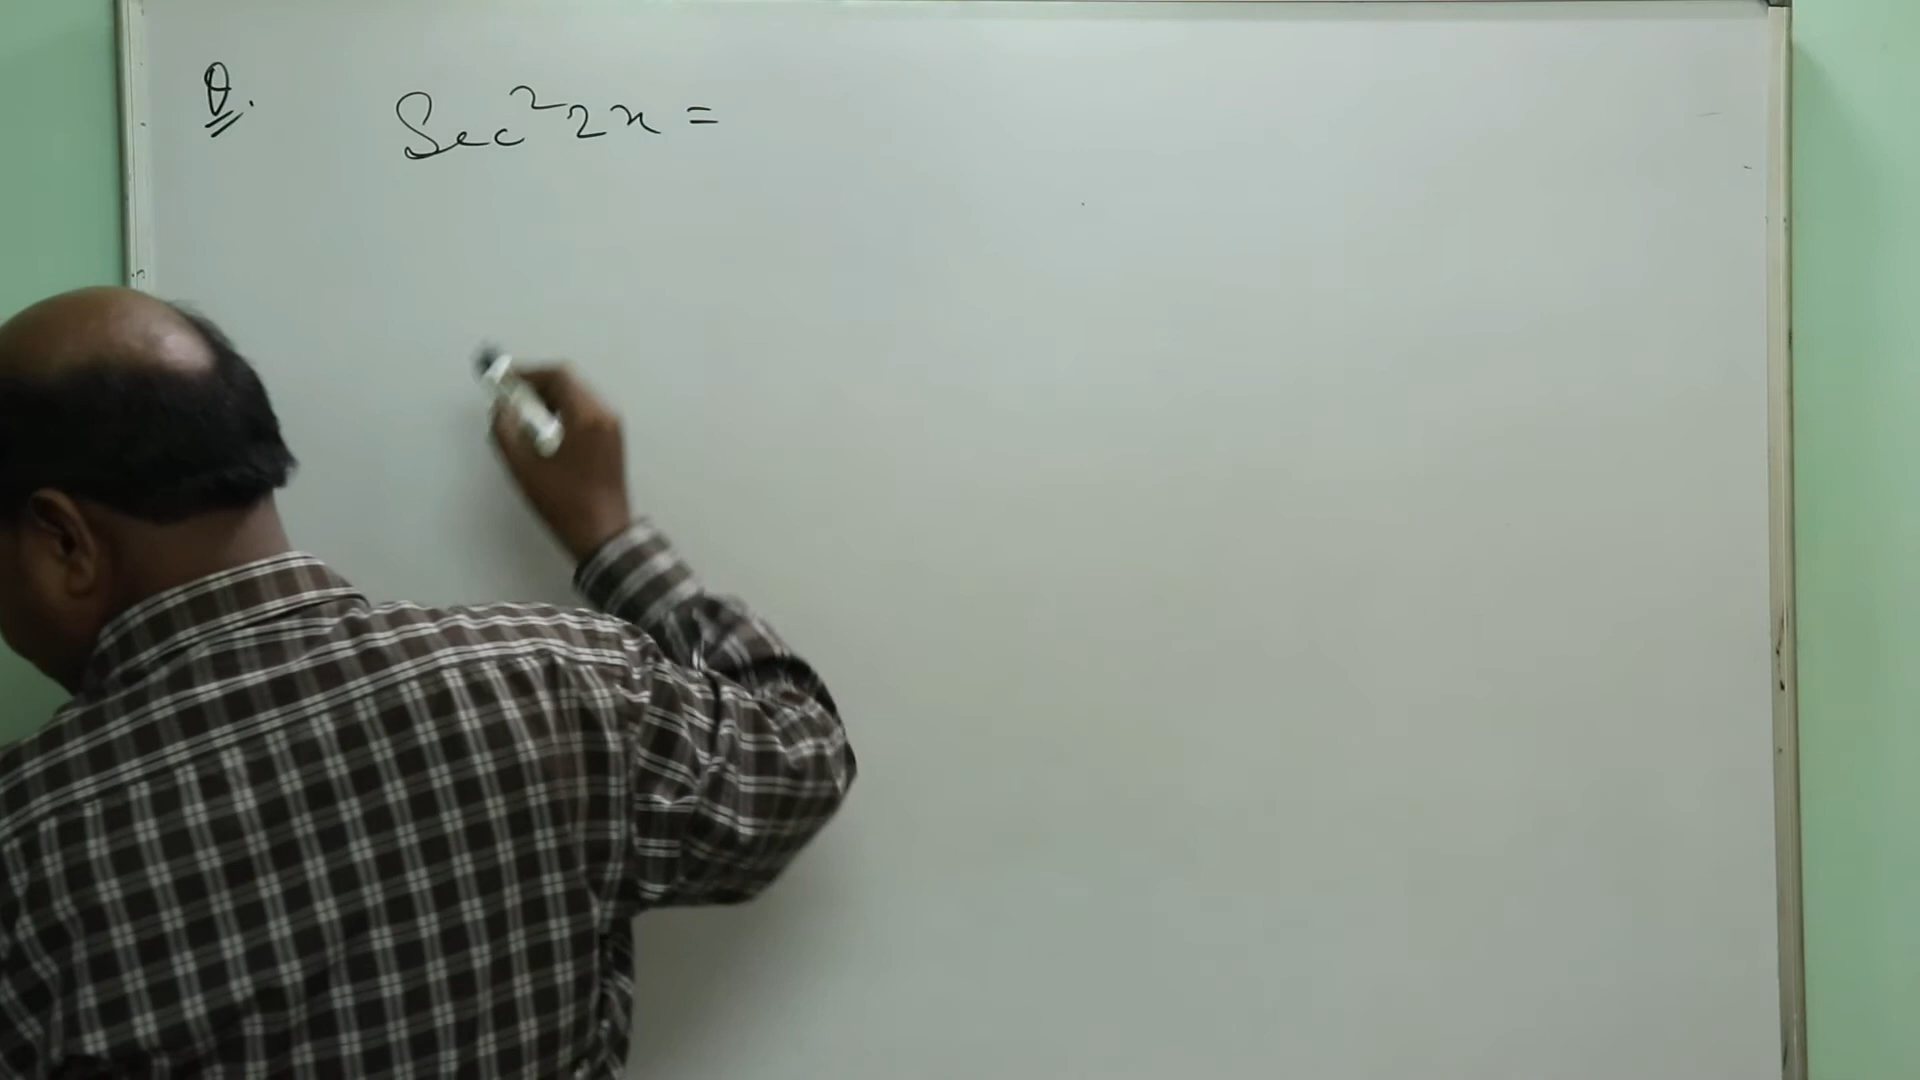 Q. Sec²2x =